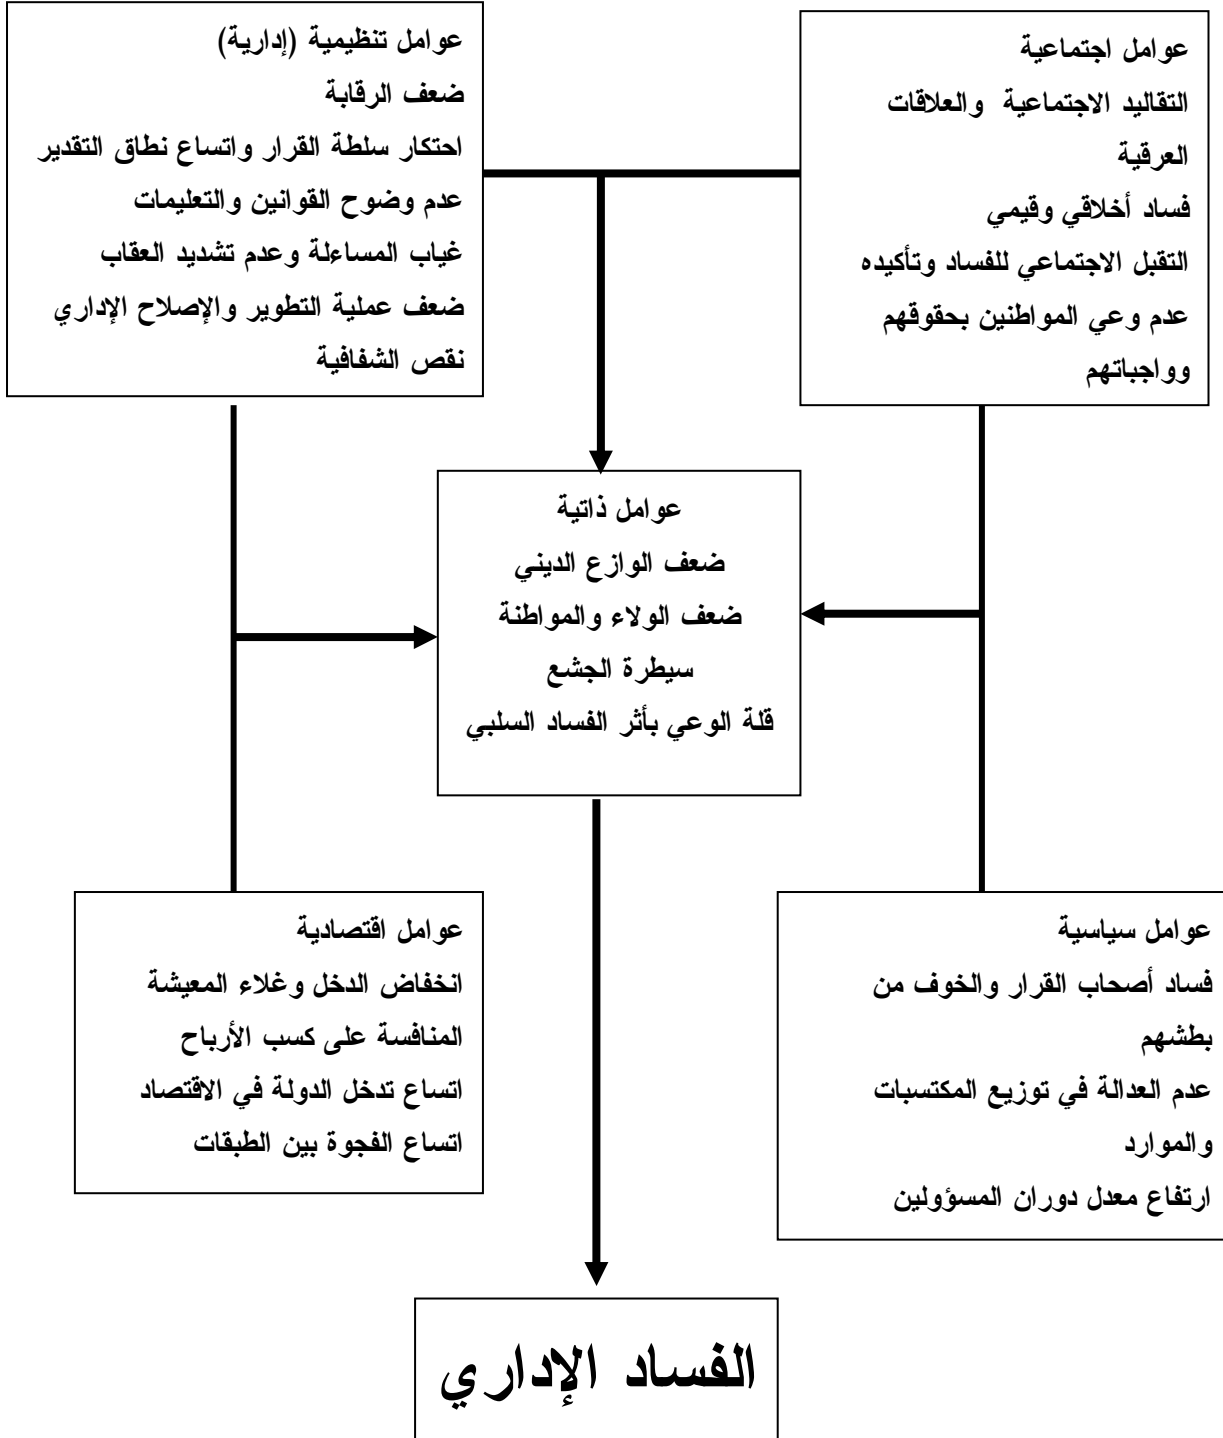 عوامل اجتماعية
التقاليد الاجتماعية والعلاقات
العرقية
فساد أخلاقي وقيمي
التقبل الاجتماعي للفساد وتأكيده
عدم وعي المواطنين بحقوقهم
وواجباتهم
عوامل تنظيمية (إدارية)
ضعف الرقابة
احتكار سلطة القرار واتساع نطاق التقدير
عدم وضوح القوانين والتعليمات
غياب المساءلة وعدم تشديد العقاب
ضعف عملية التطوير والإصلاح الإداري
نقص الشفافية
عوامل ذاتية
ضعف الوازع الديني
ضعف الولاء والمواطنة
سيطرة الجشع
قلة الوعي بأثر الفساد السلبي
عوامل سياسية
فساد أصحاب القرار والخوف من
بطشهم
عدم العدالة في توزيع المكتسبات
والموارد
ارتفاع معدل دوران المسؤولين
عوامل اقتصادية
انخفاض الدخل وغلاء المعيشة
المنافسة على كسب الأرباح
اتساع تدخل الدولة في الاقتصاد
اتساع الفجوة بين الطبقات
الفساد الإداري